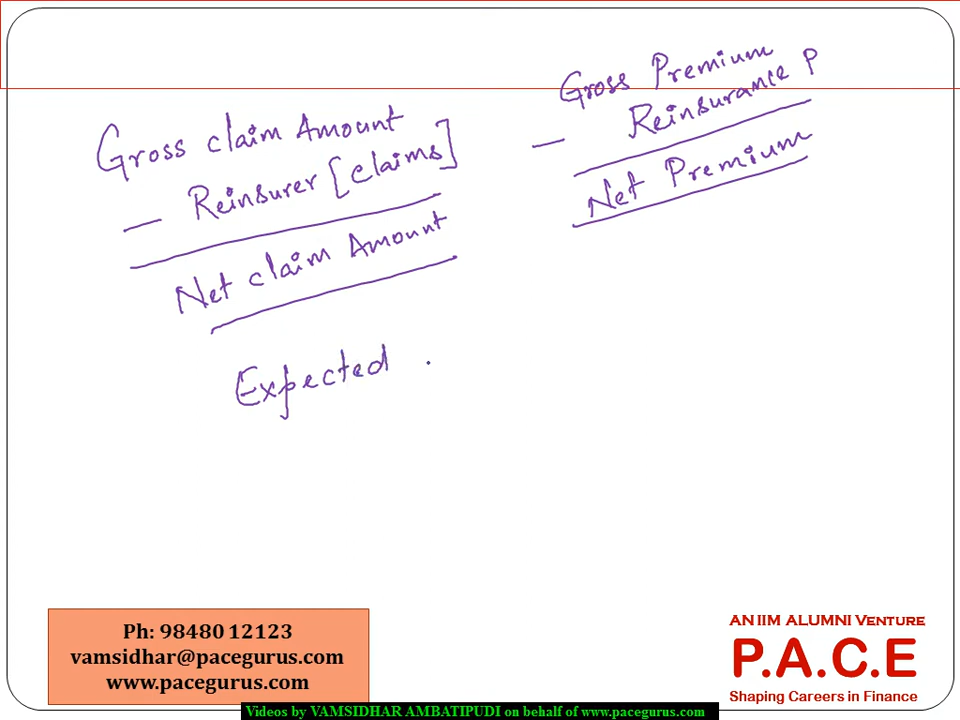 Gross claim Amount
— Reinsurer [claims]
Net claim Amount
Expected
Gross Premium
— Reinsurance P
Net Premium
Ph: 98480 12123
vamsidhar@pacegurus.com
www.pacegurus.com
AN IIM ALUMNI VENTURE
P.A.C.E
Shaping Careers in Finance
Videos by VAMSIDHAR AMBATIPUDI on behalf of www.pacegurus.com